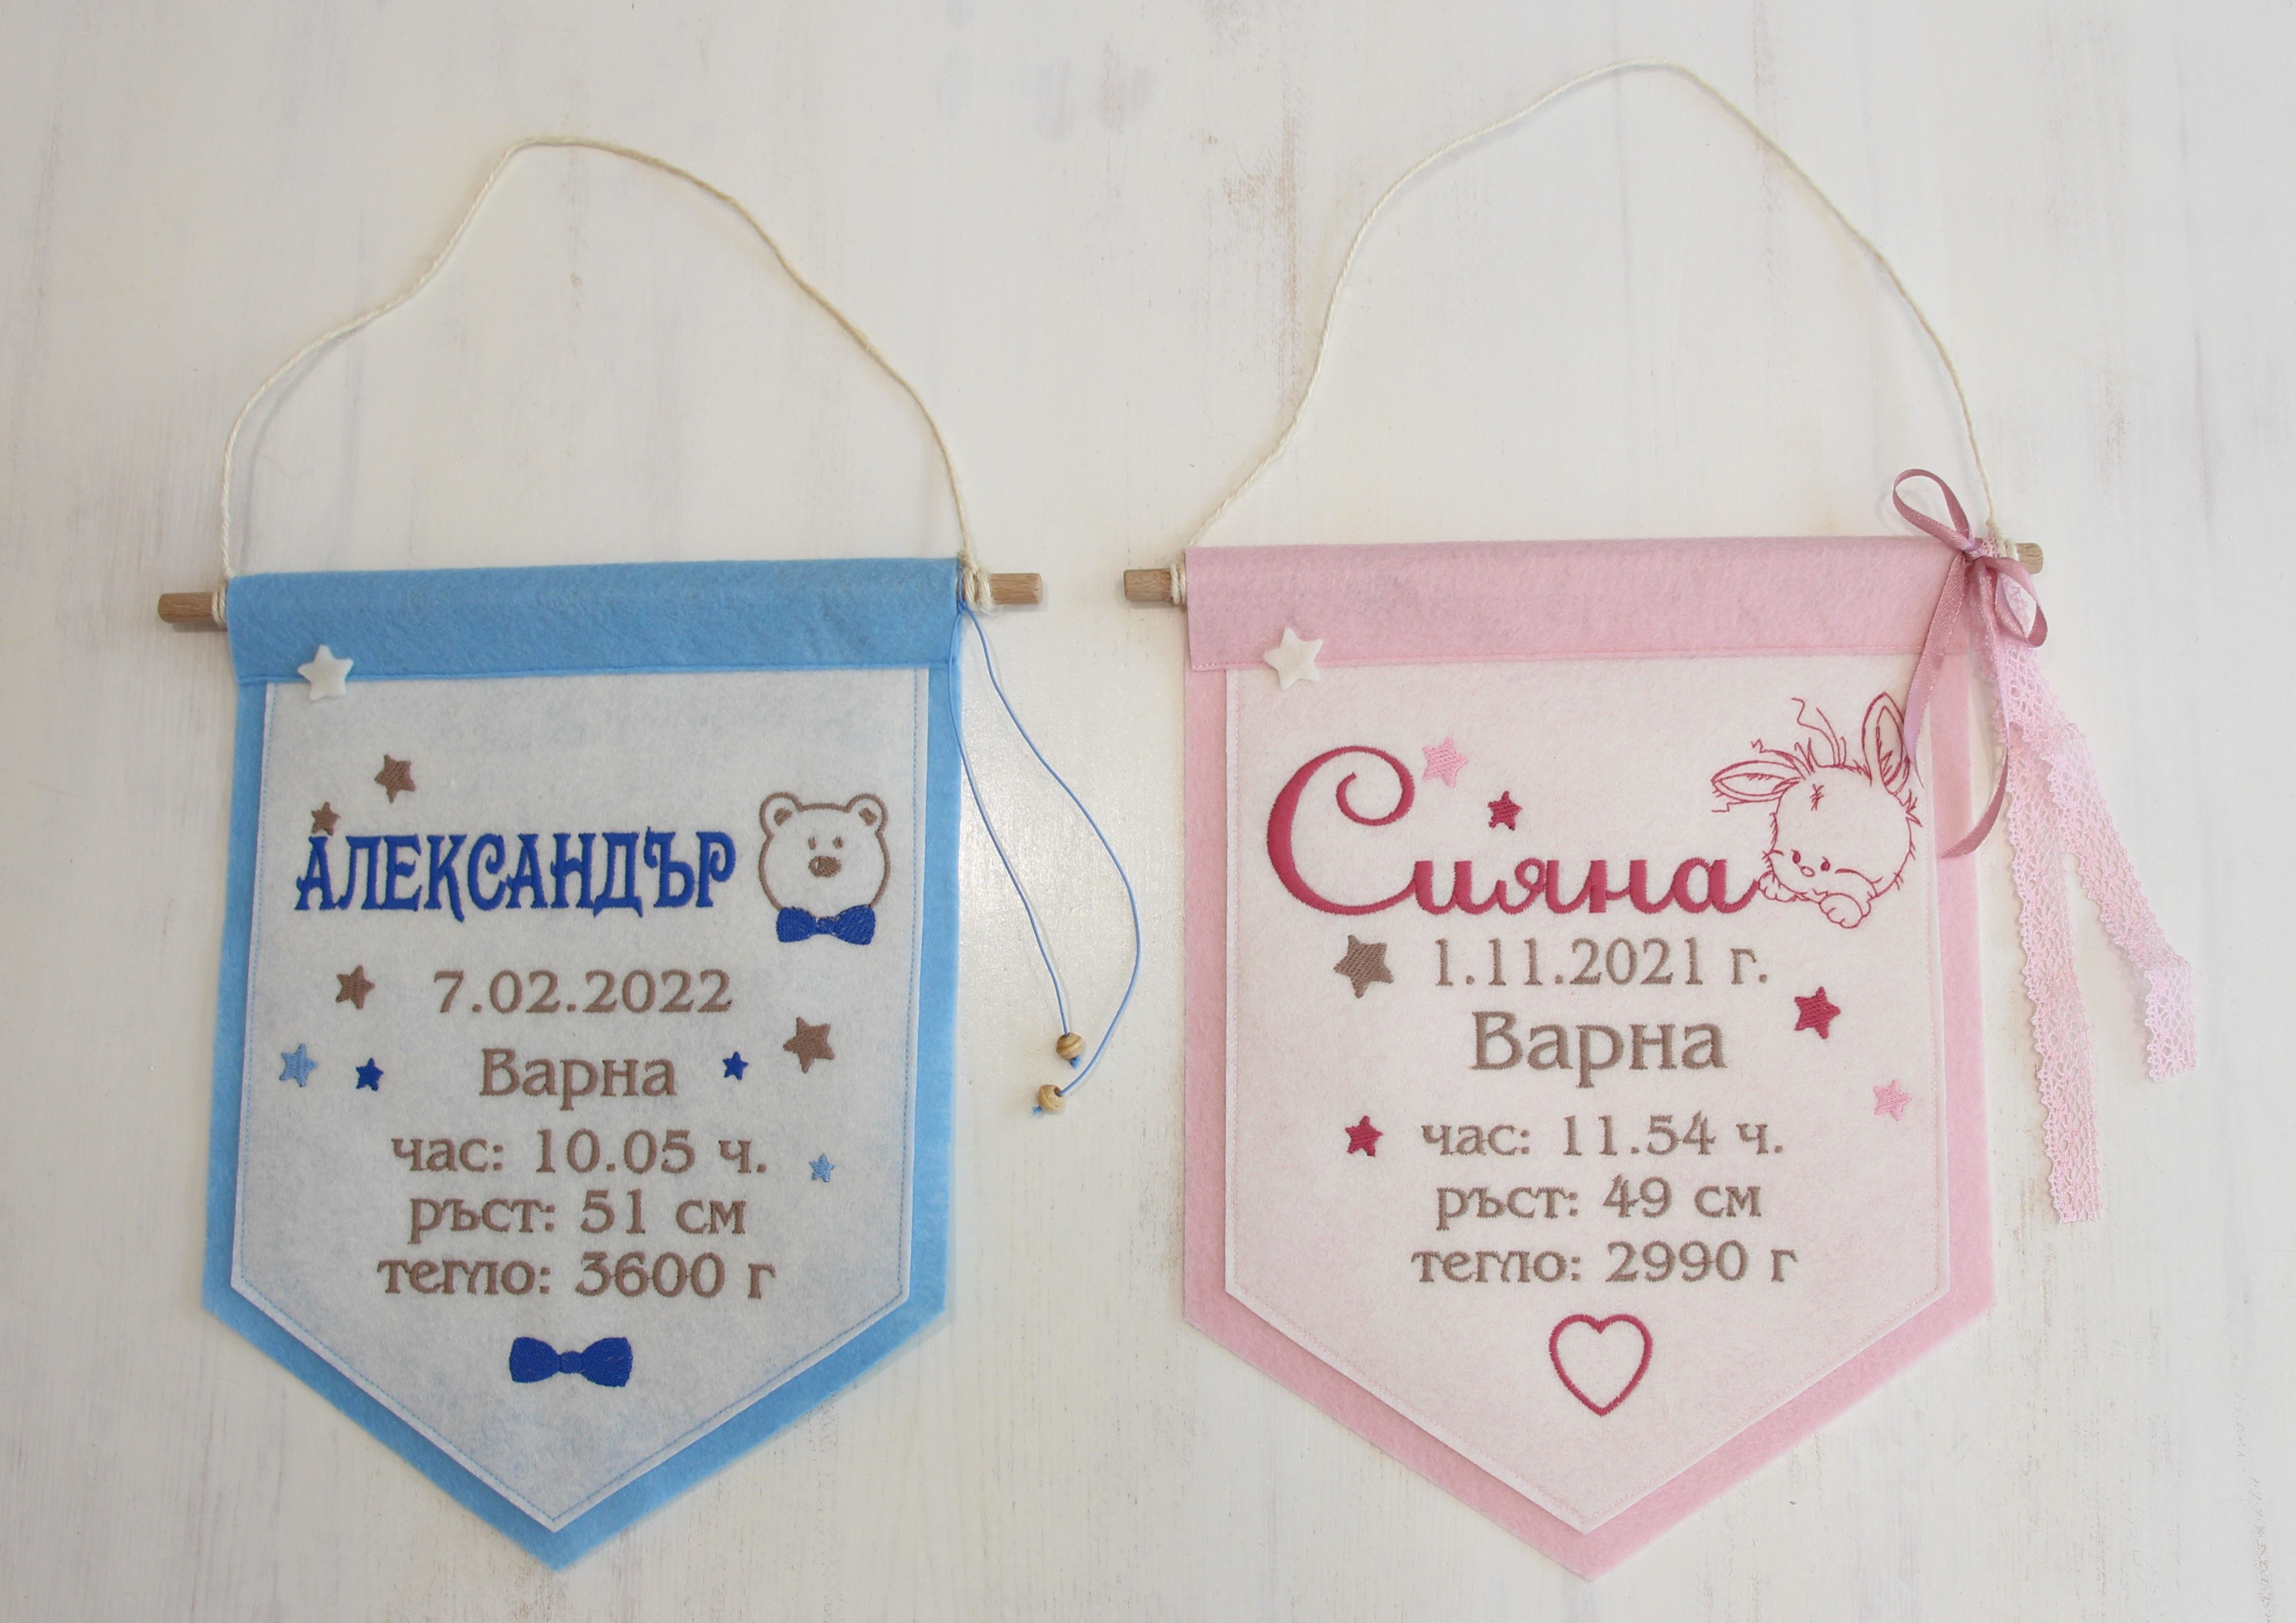 АЛЕКСАНДЪР
7.02.2022
Варна
час: 10.05 ч.
ръст: 51 см
тегло: 3600 г
Сияна
1.11.2021 г.
Варна
час: 11.54 ч.
ръст: 49 см
тегло: 2990 г